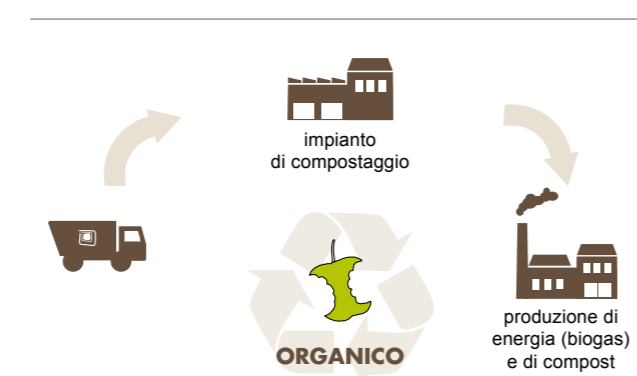 impianto
di compostaggio
ORGANICO
produzione di
energia (biogas)
e di compost